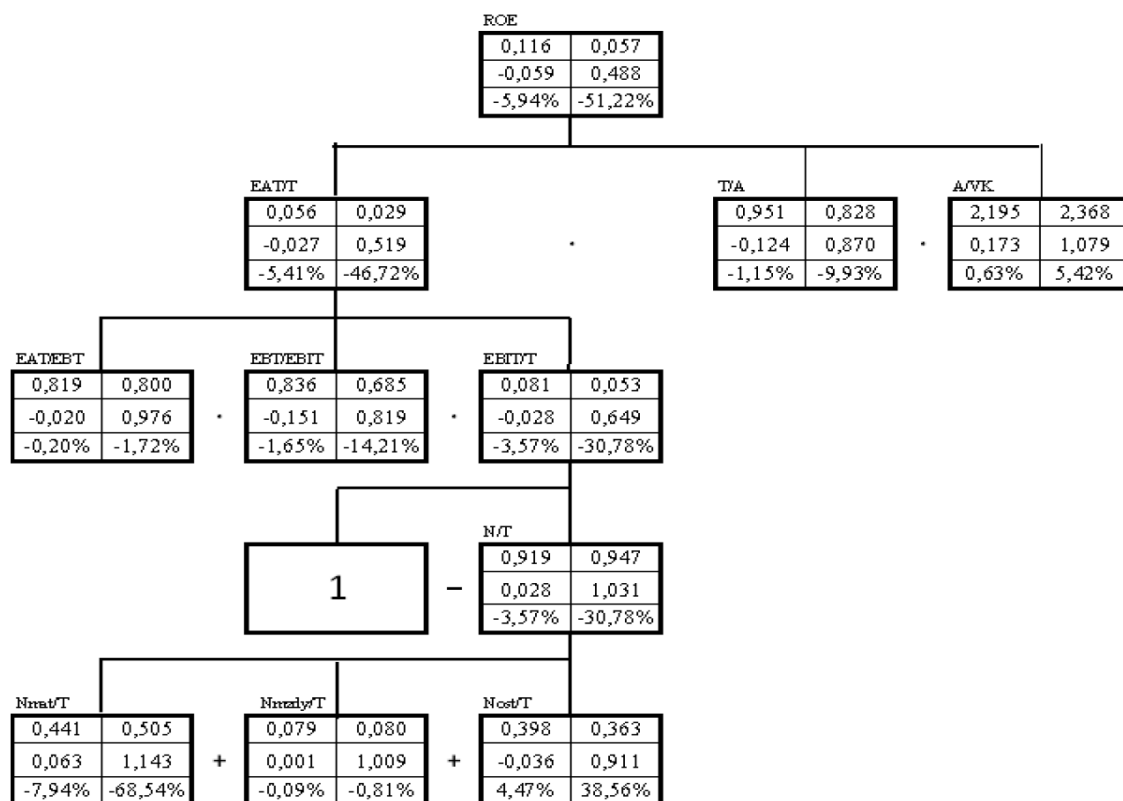 ROE
0,116 0,057
-0,059 0,488
-5,94% -51,22%
EAT/T T/A A/VK
0,056 0,029 0,951 0,828 2,195 2,368
-0,027 0,519 · -0,124 0,870 · 0,173 1,079
-5,41% -46,72% -1,15% -9,93% 0,63% 5,42%
EAT/EBT EBT/EBIT EBIT/T
0,819 0,800 0,836 0,685 0,081 0,053
-0,020 0,976 · -0,151 0,819 · -0,028 0,649
-0,20% -1,72% -1,65% -14,21% -3,57% -30,78%
N/T
0,919 0,947
1 – 0,028 1,031
-3,57% -30,78%
Nmat/T Nmzdy/T Nost/T
0,441 0,505 0,079 0,080 0,398 0,363
0,063 1,143 + 0,001 1,009 + -0,036 0,911
-7,94% -68,54% -0,09% -0,81% 4,47% 38,56%